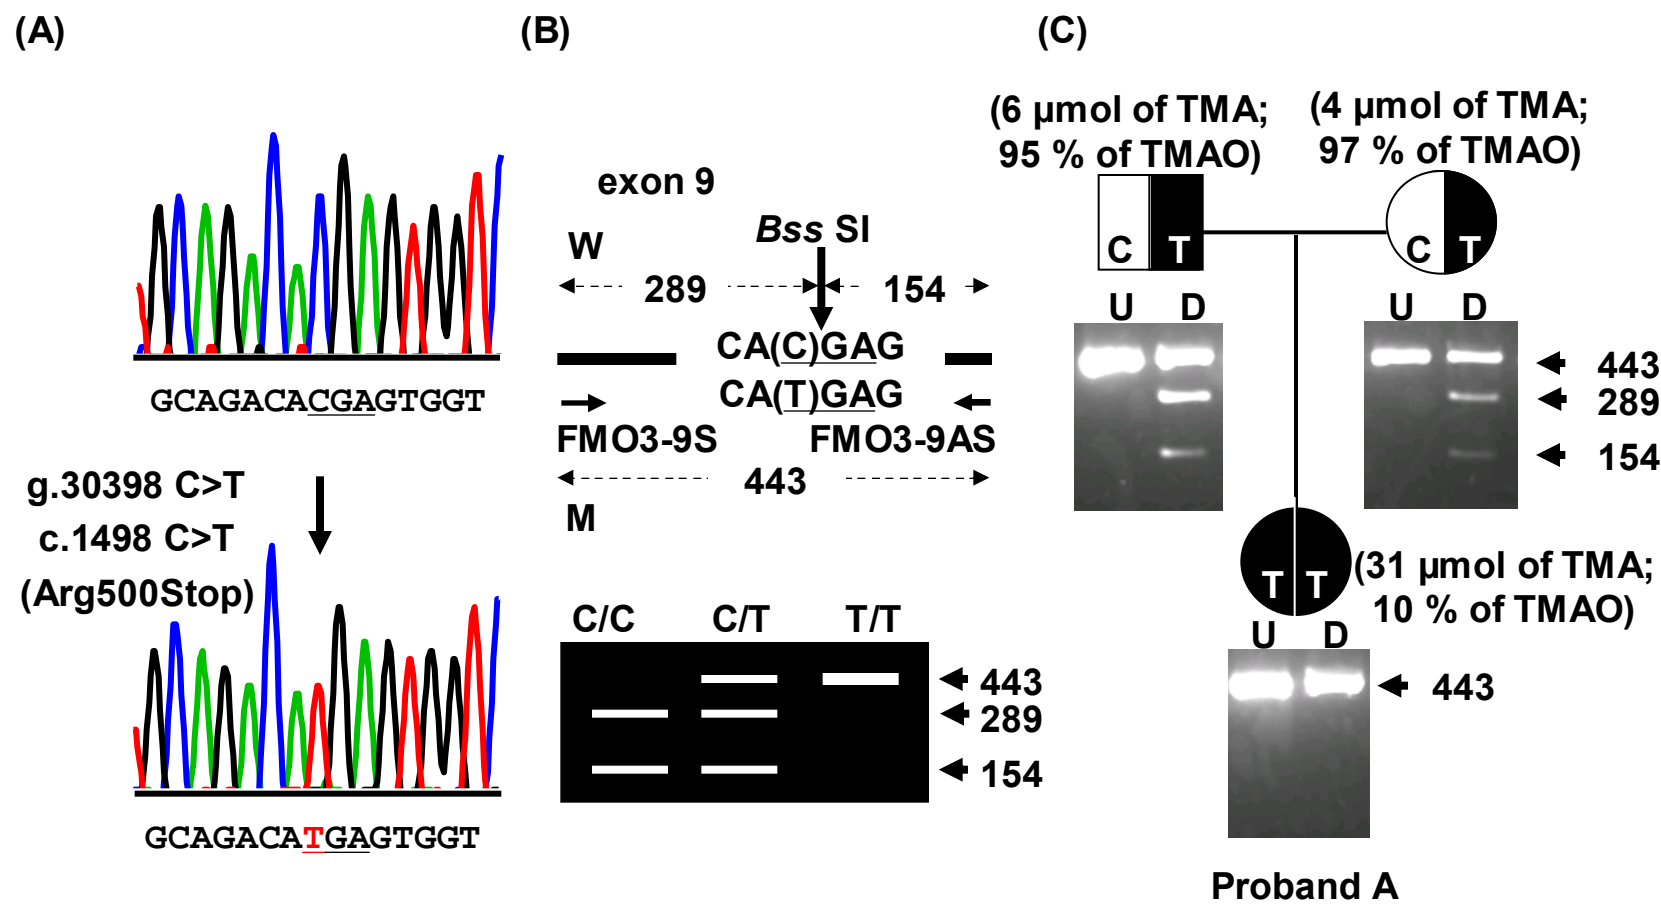 (A)
GCAGACACGAGTGGT
g.30398 C>T
c.1498 C>T
(Arg500Stop)
GCAGACATGAGTGGT
(B)
exon 9
Bss SI
W
289 154
CA(C)GAG
CA(T)GAG
FMO3-9S FMO3-9AS
443
M
C/C C/T T/T
443
289
154
(C)
(6 µmol of TMA;
95 % of TMAO)
(4 µmol of TMA;
97 % of TMAO)
C T
C T
U D
U D
443
289
154
T T
(31 µmol of TMA;
10 % of TMAO)
U D
443
Proband A